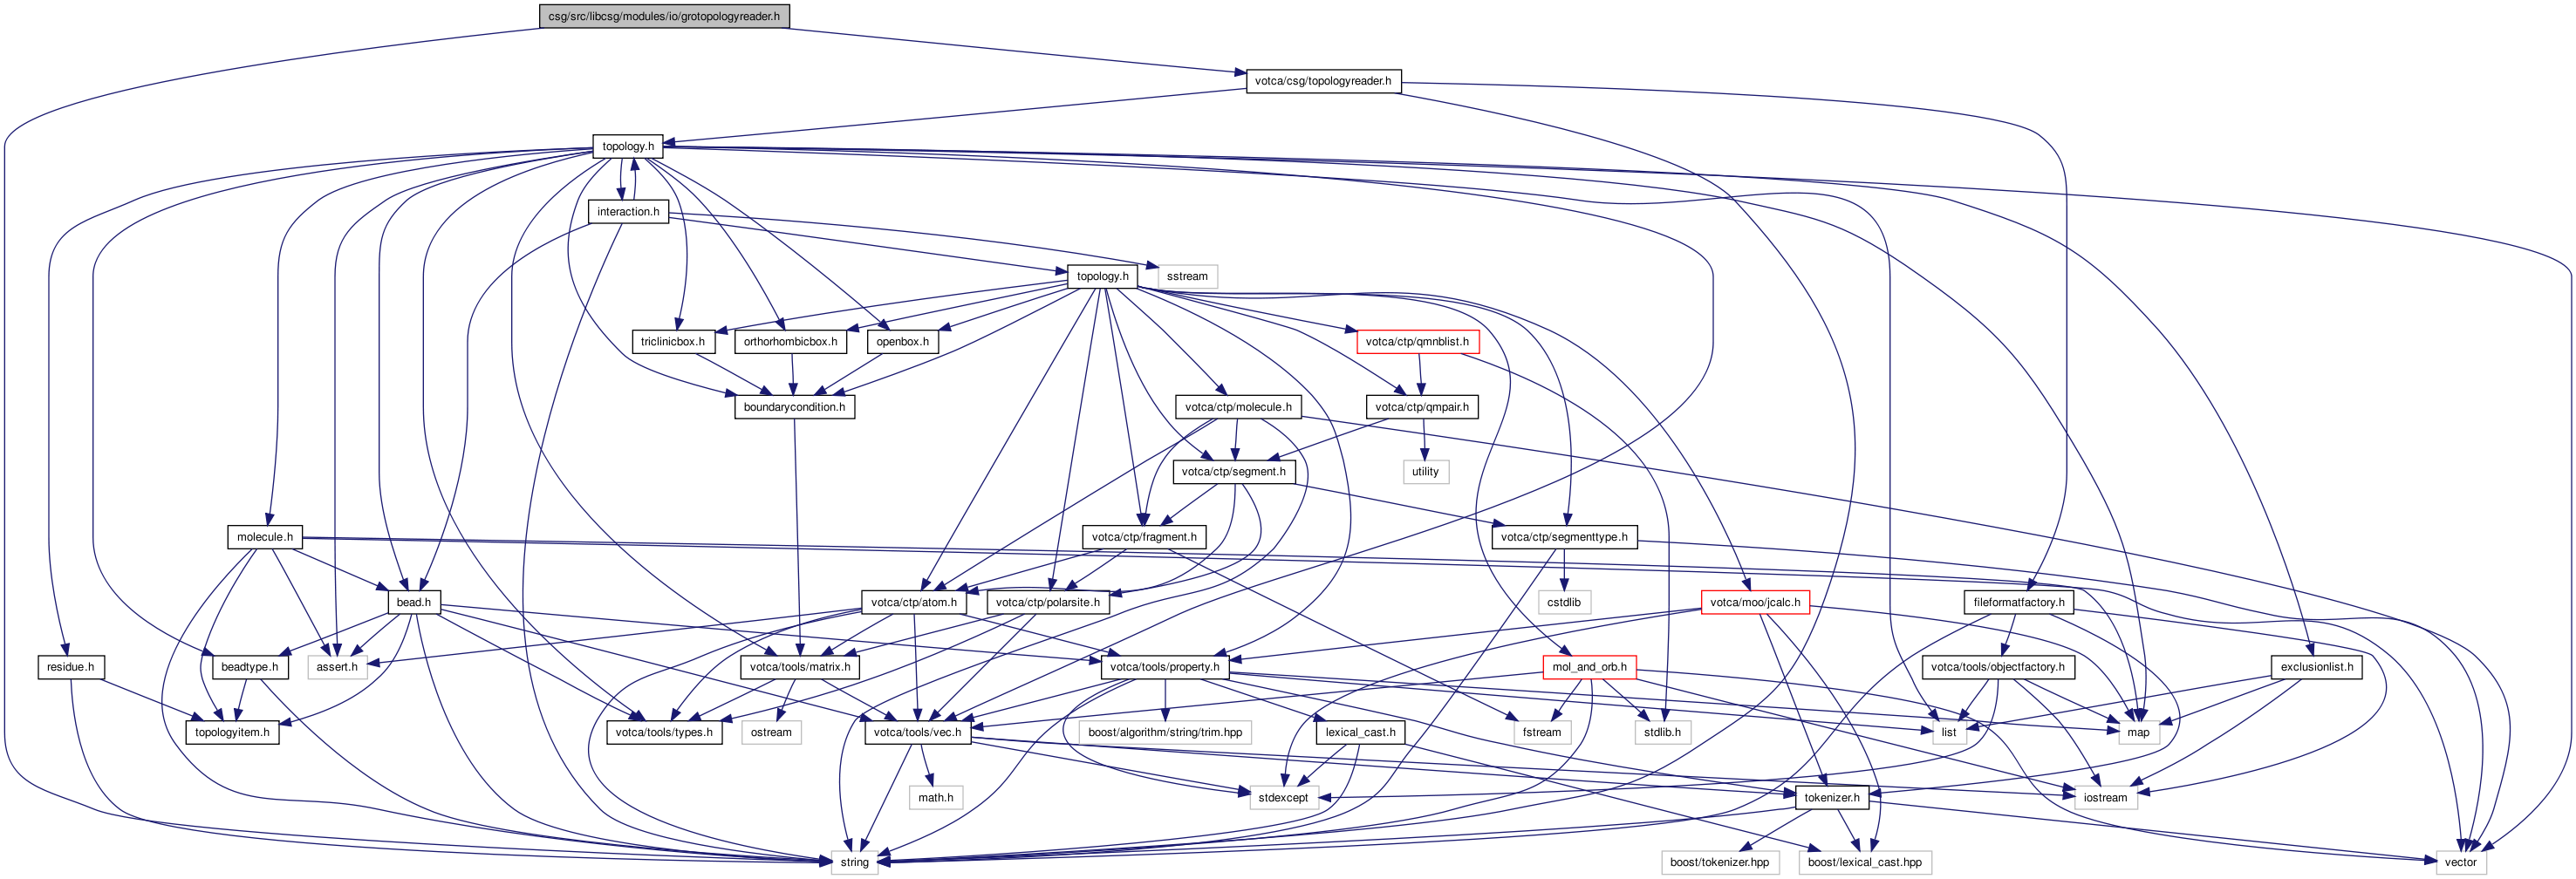 csg/src/libcsg/modules/io/grotopologyreader.h
votca/csg/topologyreader.h
topology.h
interaction.h
topology.h
sstream
triclinicbox.h
orthorhombicbox.h
openbox.h
votca/ctp/qmnblist.h
boundarycondition.h
votca/ctp/molecule.h
votca/ctp/qmpair.h
votca/ctp/segment.h
utility
molecule.h
votca/ctp/fragment.h
votca/ctp/segmenttype.h
bead.h
votca/ctp/atom.h
votca/ctp/polarsite.h
cstdlib
votca/moo/jcalc.h
fileformatfactory.h
residue.h
beadtype.h
assert.h
votca/tools/matrix.h
votca/tools/property.h
mol_and_orb.h
votca/tools/objectfactory.h
exclusionlist.h
topologyitem.h
votca/tools/types.h
ostream
votca/tools/vec.h
boost/algorithm/string/trim.hpp
lexical_cast.h
fstream
stdlib.h
list
map
math.h
stdexcept
tokenizer.h
iostream
string
boost/tokenizer.hpp
boost/lexical_cast.hpp
vector